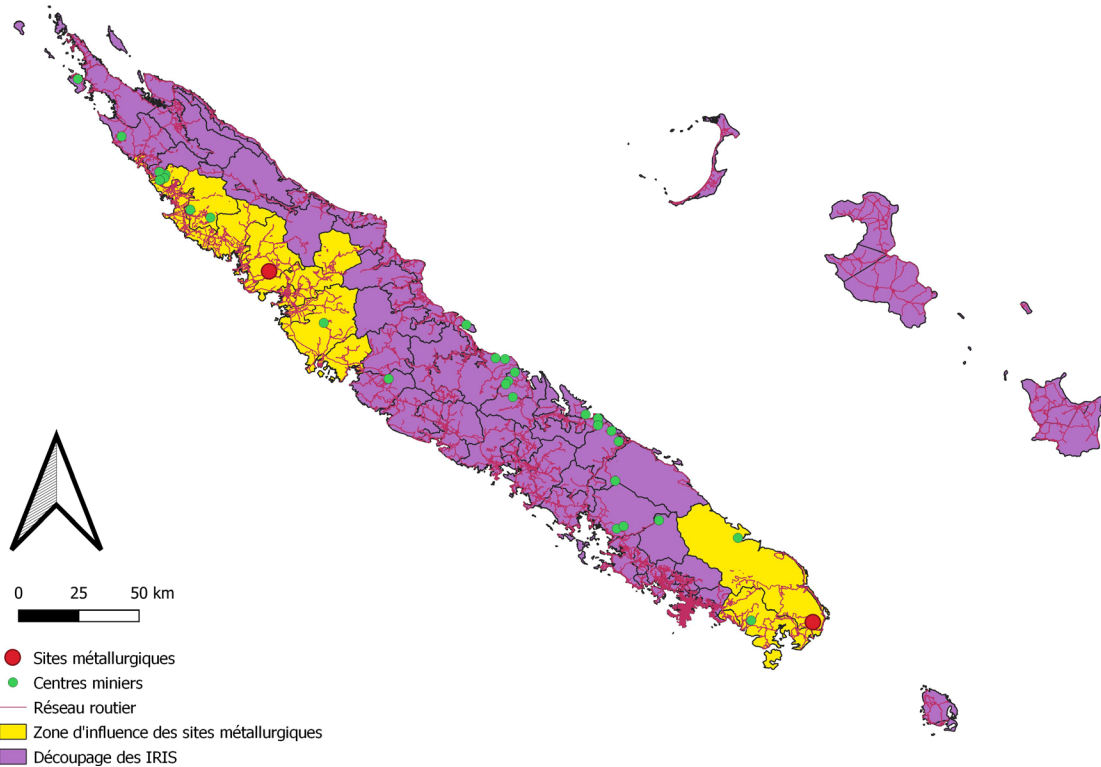 0 25 50 km
Sites métallurgiques
Centres miniers
Réseau routier
Zone d'influence des sites métallurgiques
Découpage des IRIS